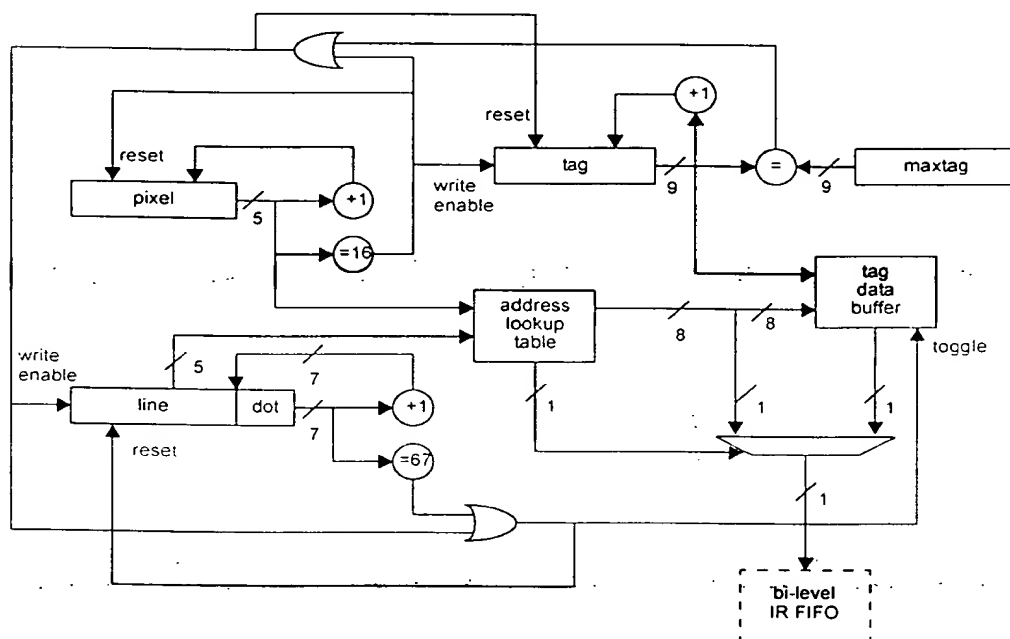 +1
reset
tag
=
maxtag
9
9
write
enable
reset
pixel
+1
5
=16
address
lookup
table
8
8
tag
data
buffer
toggle
write
enable
5
7
line
dot
7
+1
reset
=67
1
1
1
1
bi-level
IR FIFO